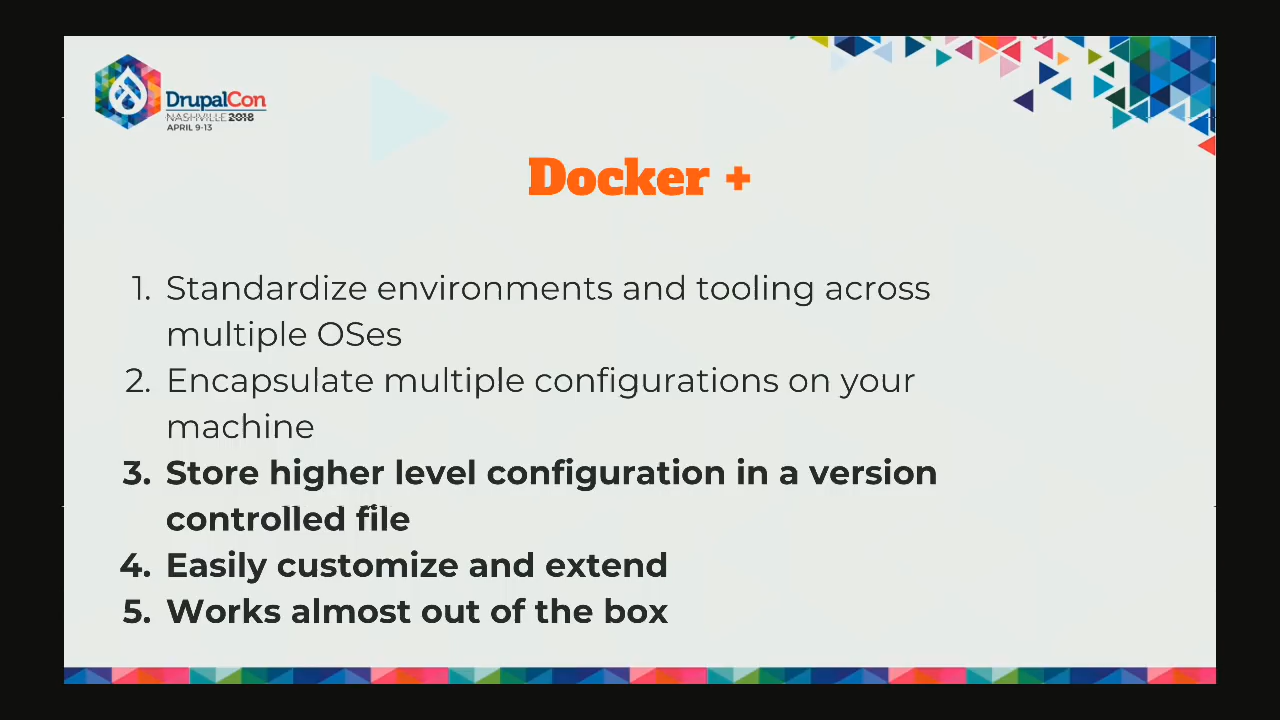 DrupalCon
NASHVILLE 2018
APRIL 9-13
Docker +
1. Standardize environments and tooling across
multiple OSes
2. Encapsulate multiple configurations on your
machine
3. Store higher level configuration in a version
controlled file
4. Easily customize and extend
5. Works almost out of the box